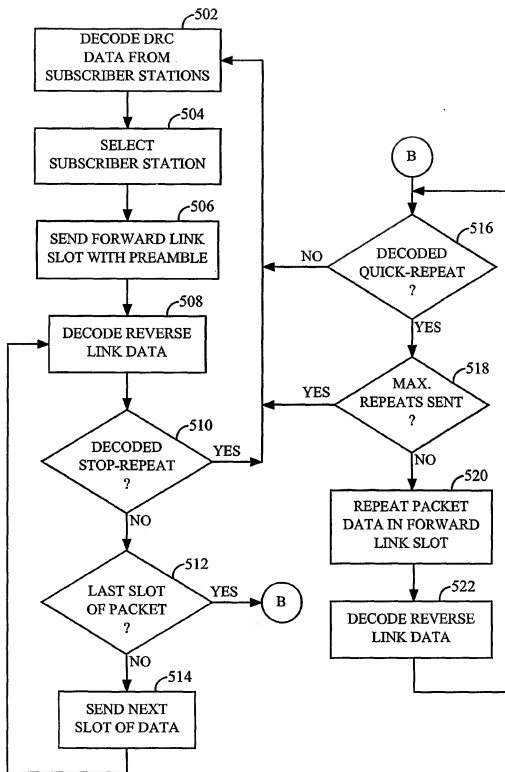 502
DECODE DRC
DATA FROM
SUBSCRIBER STATIONS
504
SELECT
SUBSCRIBER STATION
506
SEND FORWARD LINK
SLOT WITH PREAMBLE
508
DECODE REVERSE
LINK DATA
510
DECODED
STOP-REPEAT
?
YES
NO
512
LAST SLOT
OF PACKET
?
YES
B
NO
514
SEND NEXT
SLOT OF DATA
B
516
DECODED
QUICK-REPEAT
?
NO
YES
518
MAX.
REPEATS SENT
?
YES
NO
520
REPEAT PACKET
DATA IN FORWARD
LINK SLOT
522
DECODE REVERSE
LINK DATA